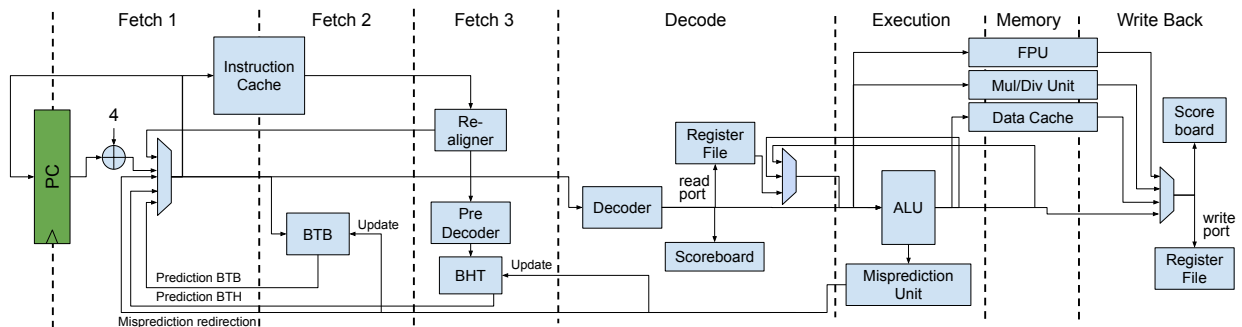 Fetch 1
Fetch 2
Fetch 3
Decode
Execution
Memory
Write Back
FPU
Instruction
Cache
Mul/Div Unit
Score
board
4
Re-
aligner
Data Cache
Register
File
PC
read
port
Decoder
ALU
Pre
Decoder
write
port
BTB
Update
Scoreboard
Register
File
Prediction BTB
BHT
Update
Misprediction
Unit
Prediction BTH
Misprediction redirection